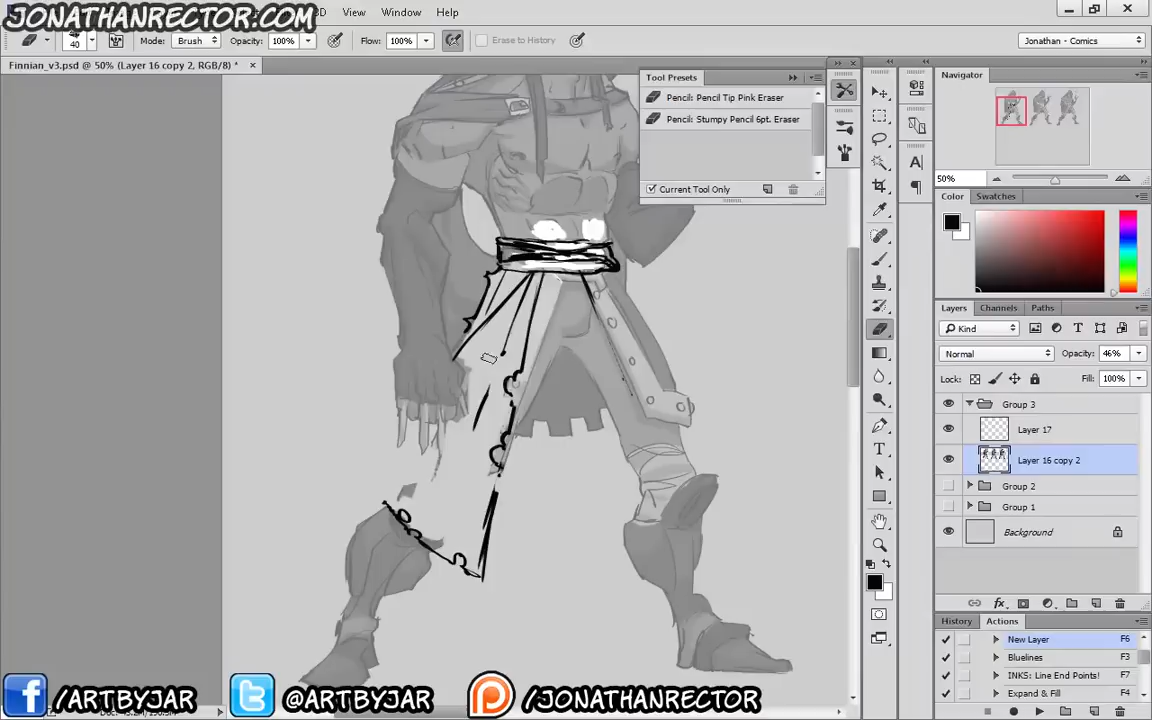 JONATHANRECTOR.COM
3D View Window Help
40 Mode: Brush Opacity: 100% Flow: 100% Erase to History Jonathan - Comics
Finnian_v3.psd @ 50% (Layer 16 copy 2, RGB/8) *
Tool Presets
Pencil: Pencil Tip Pink Eraser
Pencil: Stumpy Pencil 6pt. Eraser
Current Tool Only
Navigator
50%
Color Swatches
Layers Channels Paths
Kind
Normal Opacity: 46%
Lock: Fill: 100%
Group 3
Layer 17
Layer 16 copy 2
Group 2
Group 1
Background
History Actions
New Layer F6
Bluelines F3
INKS: Line End Points! F7
Expand & Fill F4
/ARTBYJAR @ARTBYJAR /JONATHANRECTOR